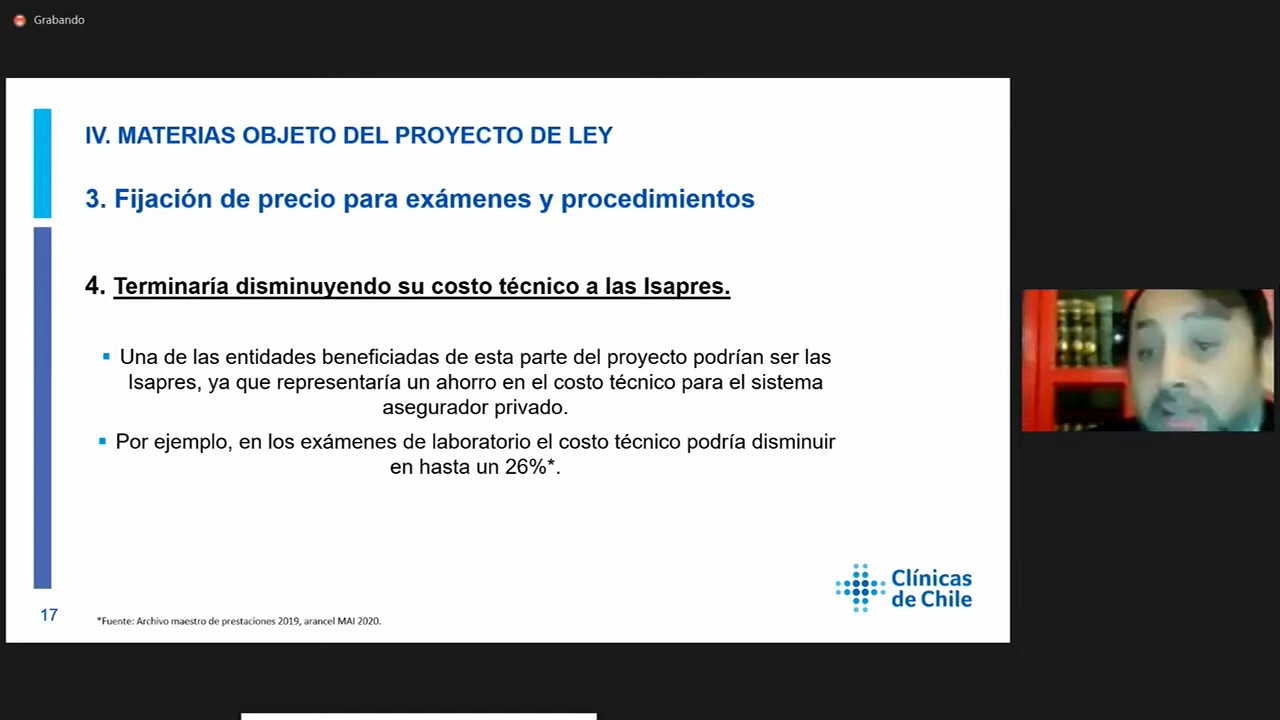 Grabando
IV. MATERIAS OBJETO DEL PROYECTO DE LEY
3. Fijación de precio para exámenes y procedimientos
4. Terminaría disminuyendo su costo técnico a las Isapres.
▪ Una de las entidades beneficiadas de esta parte del proyecto podrían ser las
Isapres, ya que representaría un ahorro en el costo técnico para el sistema
asegurador privado.
▪ Por ejemplo, en los exámenes de laboratorio el costo técnico podría disminuir
en hasta un 26%*.
Clínicas
de Chile
17
*Fuente: Archivo maestro de prestaciones 2019, arancel MAI 2020.